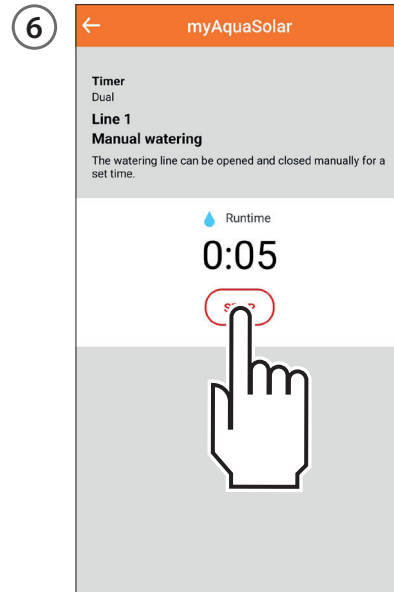 6
myAquaSolar
Timer
Dual
Line 1
Manual watering
The watering line can be opened and closed manually for a
set time.
Runtime
0:05